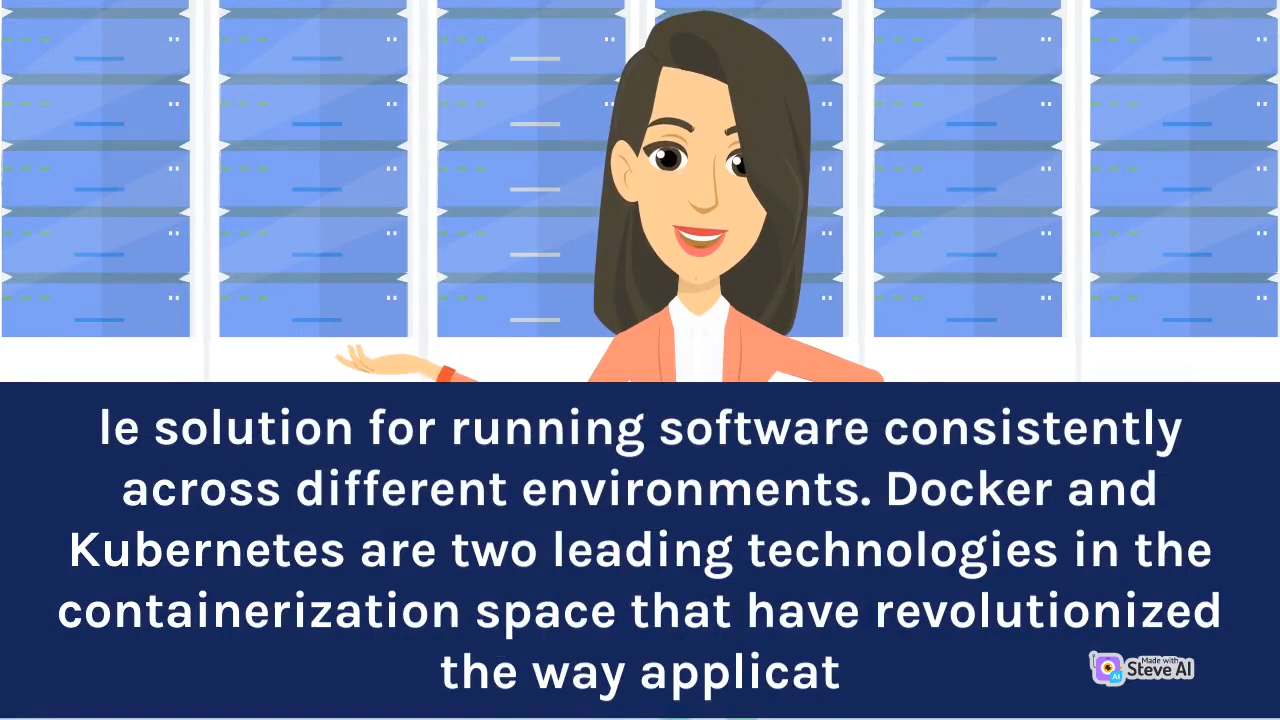 le solution for running software consistently
across different environments. Docker and
Kubernetes are two leading technologies in the
containerization space that have revolutionized
the way applicat
Made with
Steve AI
AI